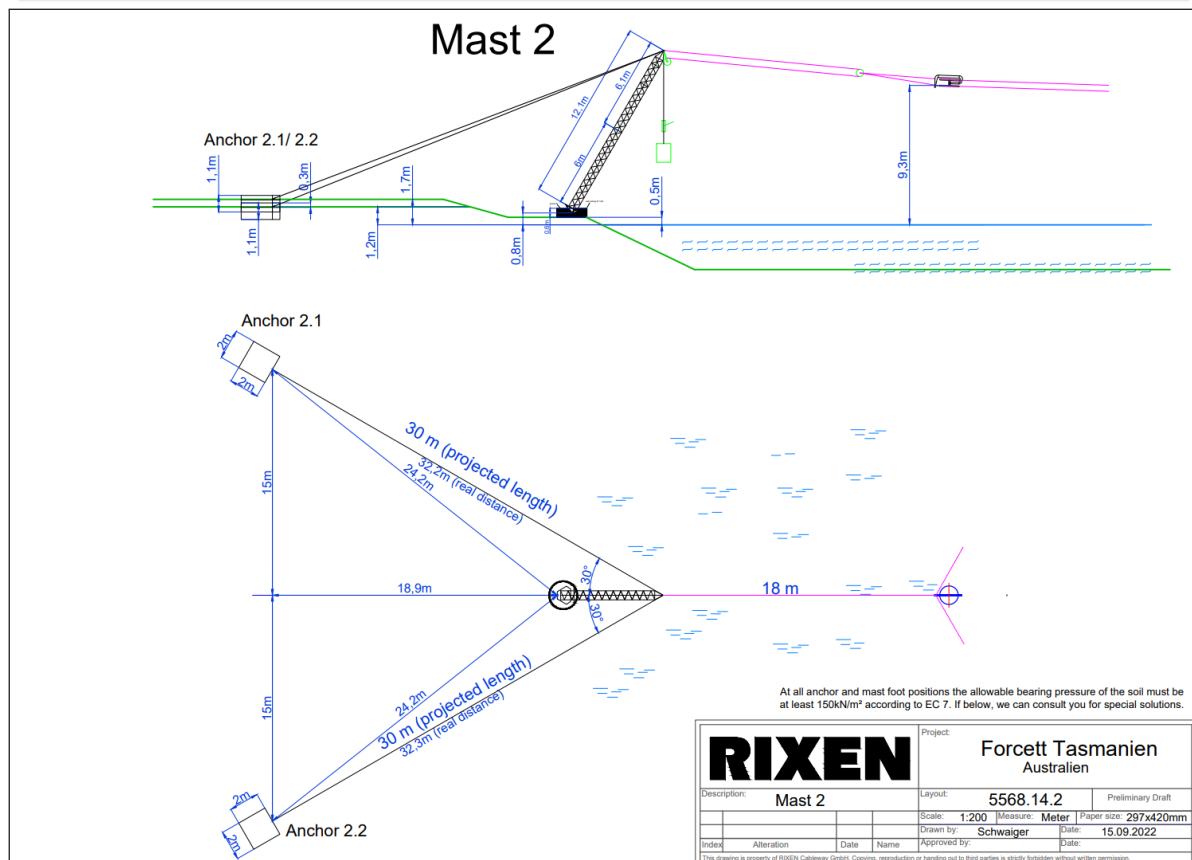 Mast 2
12,1m
6,1m
6m
Anchor 2.1/ 2.2
1,1m
0,3m
1,7m
0,5m
9,3m
1,1m
1,2m
0,8m
0,6m
Anchor 2.1
2m
2m
30 m (projected length)
32,2m (real distance)
24,2m
15m
18,9m
30°
30°
18 m
15m
24,2m
30 m (projected length)
32,3m (real distance)
2m
2m
Anchor 2.2
At all anchor and mast foot positions the allowable bearing pressure of the soil must be
at least 150kN/m² according to EC 7. If below, we can consult you for special solutions.
RIXEN
Project:
Forcett Tasmanien
Australien
Description:
Mast 2
Layout:
5568.14.2
Preliminary Draft
Scale: 1:200 Measure: Meter Paper size: 297x420mm
Drawn by: Schwaiger Date: 15.09.2022
Index Alteration Date Name Approved by: Date:
This drawing is property of RIXEN Cableway GmbH. Copying, reproduction or handing out to third parties is strictly forbidden without written permission.